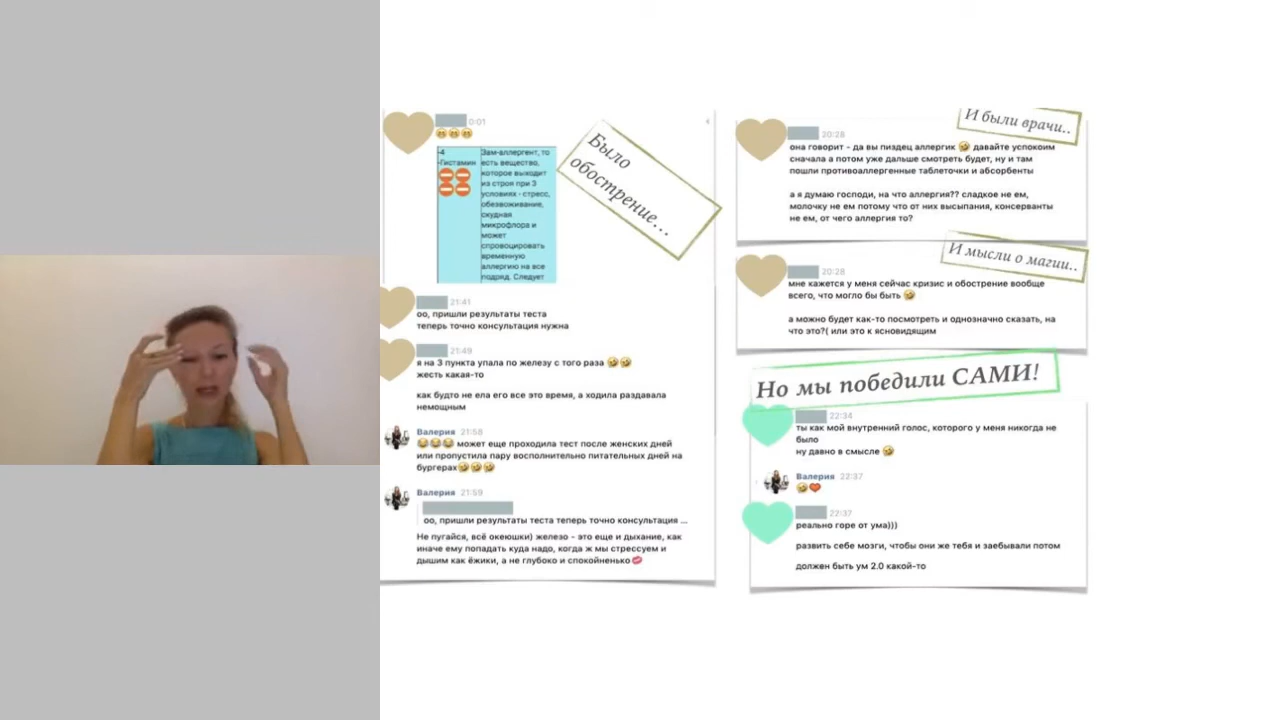 0:01
-4
-Гистамин
Зам-аллергент, то
есть вещество,
которое выходит
из строя при 3
условиях - стресс,
обезвоживание,
скудная
микрофлора и
может
спровоцировать
временную
аллергию на все
подряд. Следует
Было
обострение...
21:41
оо, пришли результаты теста
теперь точно консультация нужна
21:49
я на 3 пункта упала по железу с того раза 🤣🤣
жесть какая-то
как будто не ела его все это время, а ходила раздавала
немощным
Валерия 21:58
😂😂😂 может еще проходила тест после женских дней
или пропустила пару восполнительно питательных дней на
бургерах🤣🤣🤣
Валерия 21:59
оо, пришли результаты теста теперь точно консультация ...
Не пугайся, всё океюшки) железо - это еще и дыхание, как
иначе ему попадать куда надо, когда ж мы стрессуем и
дышим как ёжики, а не глубоко и спокойненько💋
И были врачи..
20:28
она говорит - да вы пиздец аллергик 🤣 давайте успокоим
сначала а потом уже дальше смотреть будет, ну и там
пошли противоаллергенные таблеточки и абсорбенты
а я думаю господи, на что аллергия?? сладкое не ем,
молочку не ем потому что от них высыпания, консерванты
не ем, от чего аллергия то?
И мысли о магии..
20:28
мне кажется у меня сейчас кризис и обострение вообще
всего, что могло бы быть 🤣
а можно будет как-то посмотреть и однозначно сказать, на
что это?( или это к ясновидящим
Но мы победили САМИ!
22:34
ты как мой внутренний голос, которого у меня никогда не
было
ну давно в смысле 🤣
Валерия 22:37
🤣❤
22:37
реально горе от ума)))
развить себе мозги, чтобы они же тебя и заебывали потом
должен быть ум 2.0 какой-то